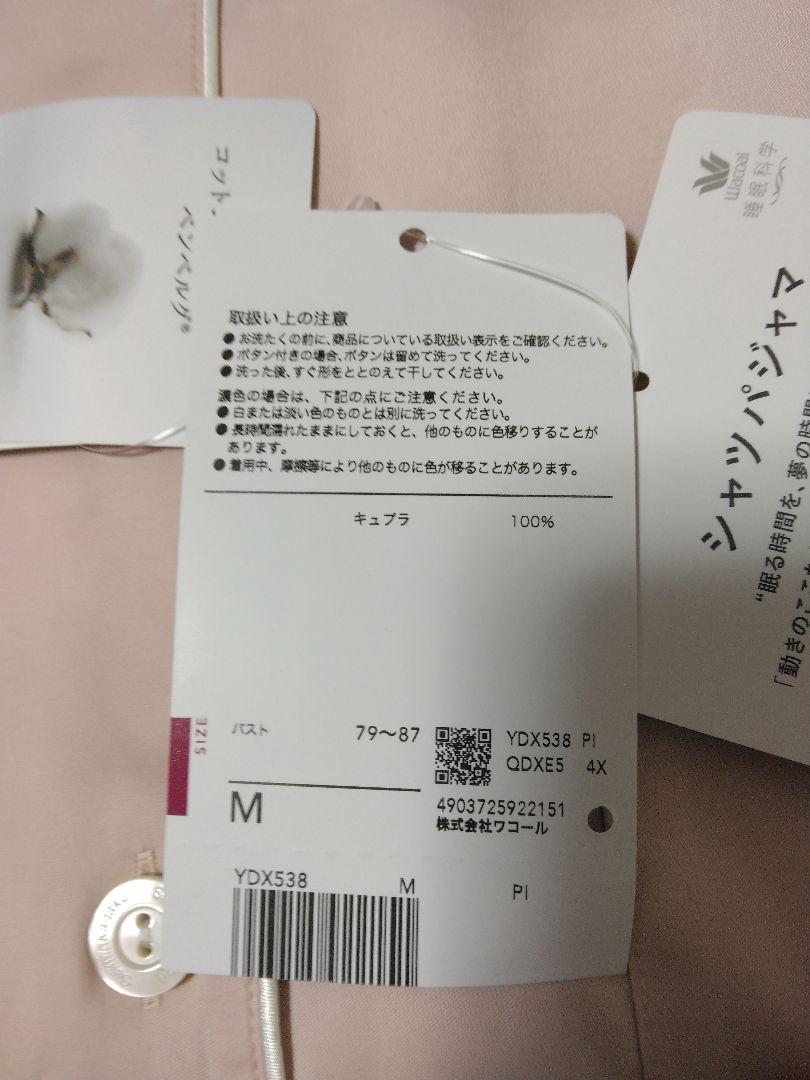 コットン
ベンベルグ®
取扱い上の注意
●お洗たくの前に、商品についている取扱い表示をご確認ください。
●ボタン付きの場合、ボタンは留めて洗ってください。
●洗った後、すぐ形をととのえて干してください。
濃色の場合は、下記の点にご注意ください。
●白または淡い色のものとは別に洗ってください。
●長時間濡れたままにしておくと、他のものに色移りすることが
あります。
●着用中、摩擦等により他のものに色が移ることがあります。
キュプラ 100%
SIZE
バスト 79〜87
M
YDX538 PI
QDXE5 4X
4903725922151
株式会社ワコール
YDX538 M PI
Wacoal
睡眠科学
シャツパジャマ
"眠る時間を、夢の時間
「動きのここ